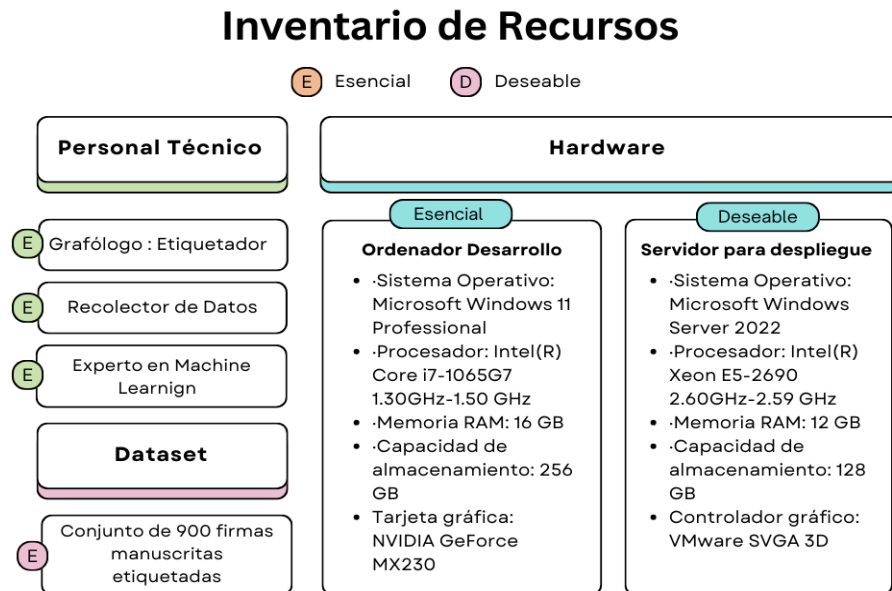 Inventario de Recursos
E Esencial D Deseable
Personal Técnico
E Grafólogo : Etiquetador
E Recolector de Datos
E Experto en Machine
Learnign
Dataset
E Conjunto de 900 firmas
manuscritas
etiquetadas
Hardware
Esencial
Ordenador Desarrollo
• ·Sistema Operativo:
Microsoft Windows 11
Professional
• ·Procesador: Intel(R)
Core i7-1065G7
1.30GHz-1.50 GHz
• ·Memoria RAM: 16 GB
• ·Capacidad de
almacenamiento: 256
GB
• Tarjeta gráfica:
NVIDIA GeForce
MX230
Deseable
Servidor para despliegue
• ·Sistema Operativo:
Microsoft Windows
Server 2022
• ·Procesador: Intel(R)
Xeon E5-2690
2.60GHz-2.59 GHz
• ·Memoria RAM: 12 GB
• ·Capacidad de
almacenamiento: 128
GB
• Controlador gráfico:
VMware SVGA 3D